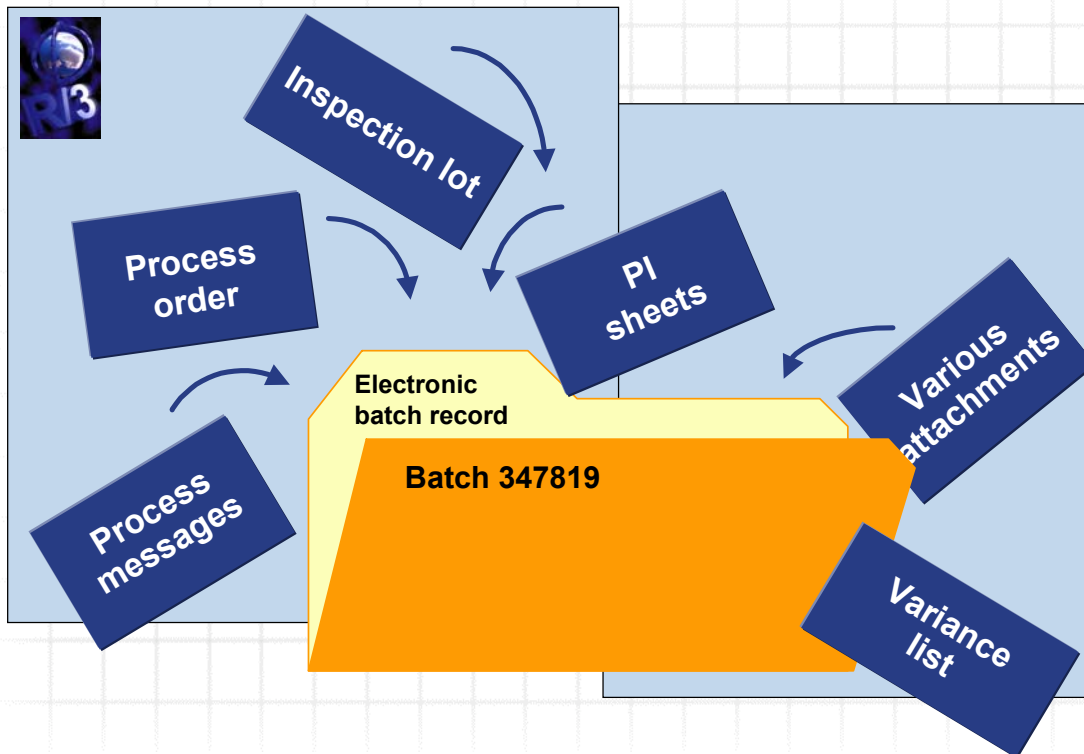 R/3
Inspection lot
Process
order
PI
sheets
Various
attachments
Electronic
batch record
Batch 347819
Process
messages
Variance
list